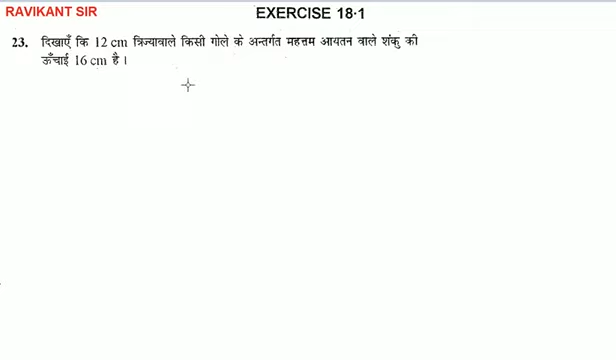 RAVIKANT SIR
EXERCISE 18·1
23. दिखाएँ कि 12 cm त्रिज्यावाले किसी गोले के अन्तर्गत महत्तम आयतन वाले शंकु की
ऊँचाई 16 cm है ।